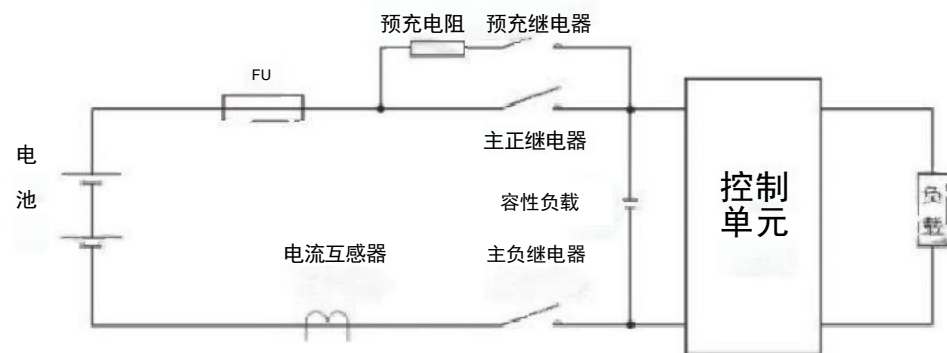 预充电阻
预充继电器
FU
主正继电器
电
池
容性负载
控制
单元
负
载
电流互感器
主负继电器